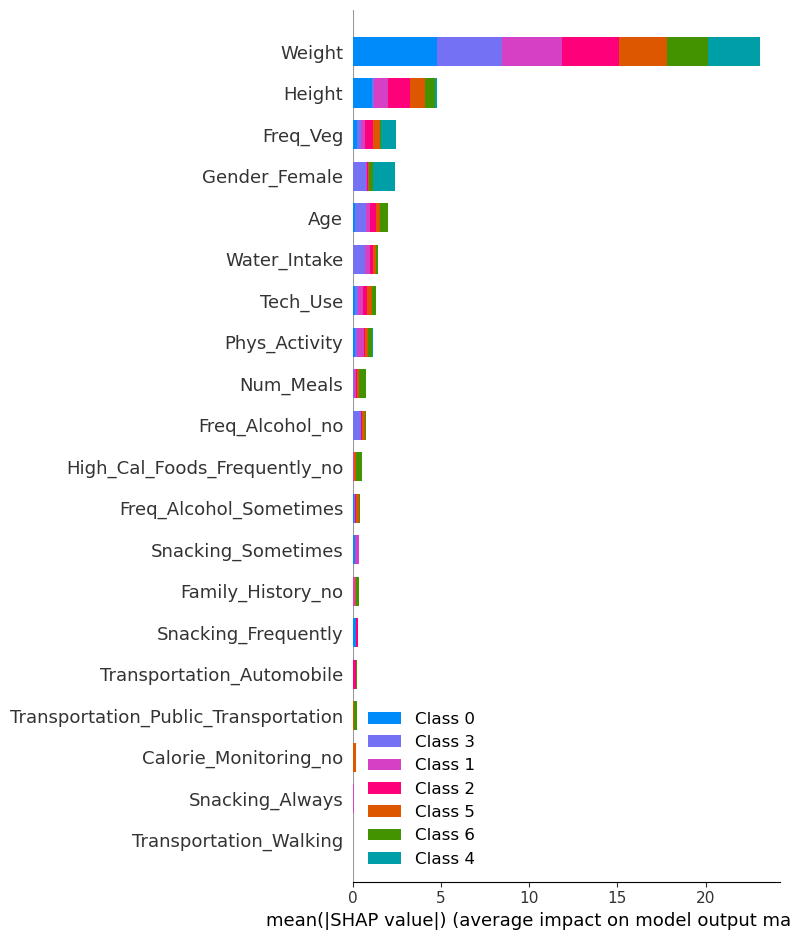 Weight
Height
Freq_Veg
Gender_Female
Age
Water_Intake
Tech_Use
Phys_Activity
Num_Meals
Freq_Alcohol_no
High_Cal_Foods_Frequently_no
Freq_Alcohol_Sometimes
Snacking_Sometimes
Family_History_no
Snacking_Frequently
Transportation_Automobile
Transportation_Public_Transportation
Calorie_Monitoring_no
Snacking_Always
Transportation_Walking
Class 0
Class 3
Class 1
Class 2
Class 5
Class 6
Class 4
0 5 10 15 20
mean(|SHAP value|) (average impact on model output ma